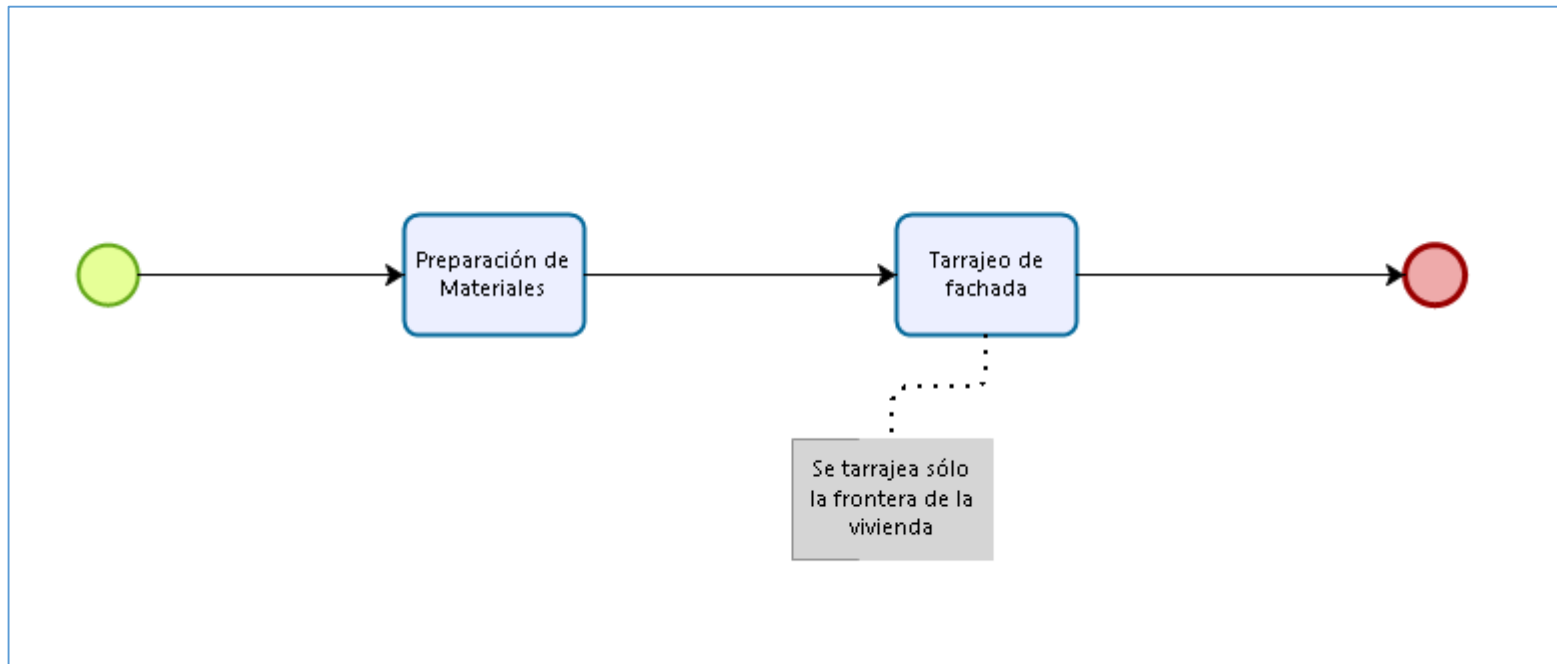 Preparación de
Materiales
Tarrajeo de
fachada
Se tarrajea sólo
la frontera de la
vivienda